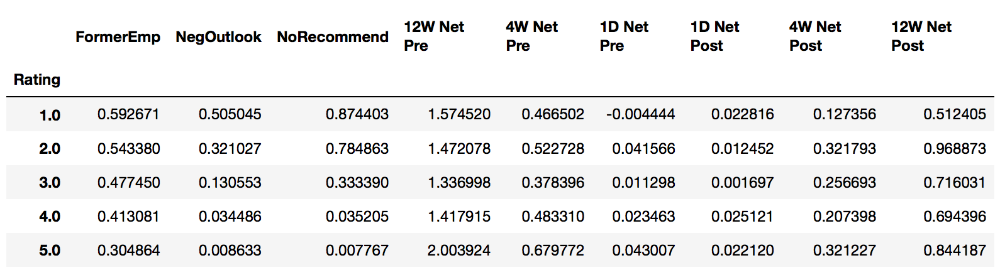 FormerEmp NegOutlook NoRecommend 12W Net Pre 4W Net Pre 1D Net Pre 1D Net Post 4W Net Post 12W Net Post
Rating
1.0 0.592671 0.505045 0.874403 1.574520 0.466502 -0.004444 0.022816 0.127356 0.512405
2.0 0.543380 0.321027 0.784863 1.472078 0.522728 0.041566 0.012452 0.321793 0.968873
3.0 0.477450 0.130553 0.333390 1.336998 0.378396 0.011298 0.001697 0.256693 0.716031
4.0 0.413081 0.034486 0.035205 1.417915 0.483310 0.023463 0.025121 0.207398 0.694396
5.0 0.304864 0.008633 0.007767 2.003924 0.679772 0.043007 0.022120 0.321227 0.844187